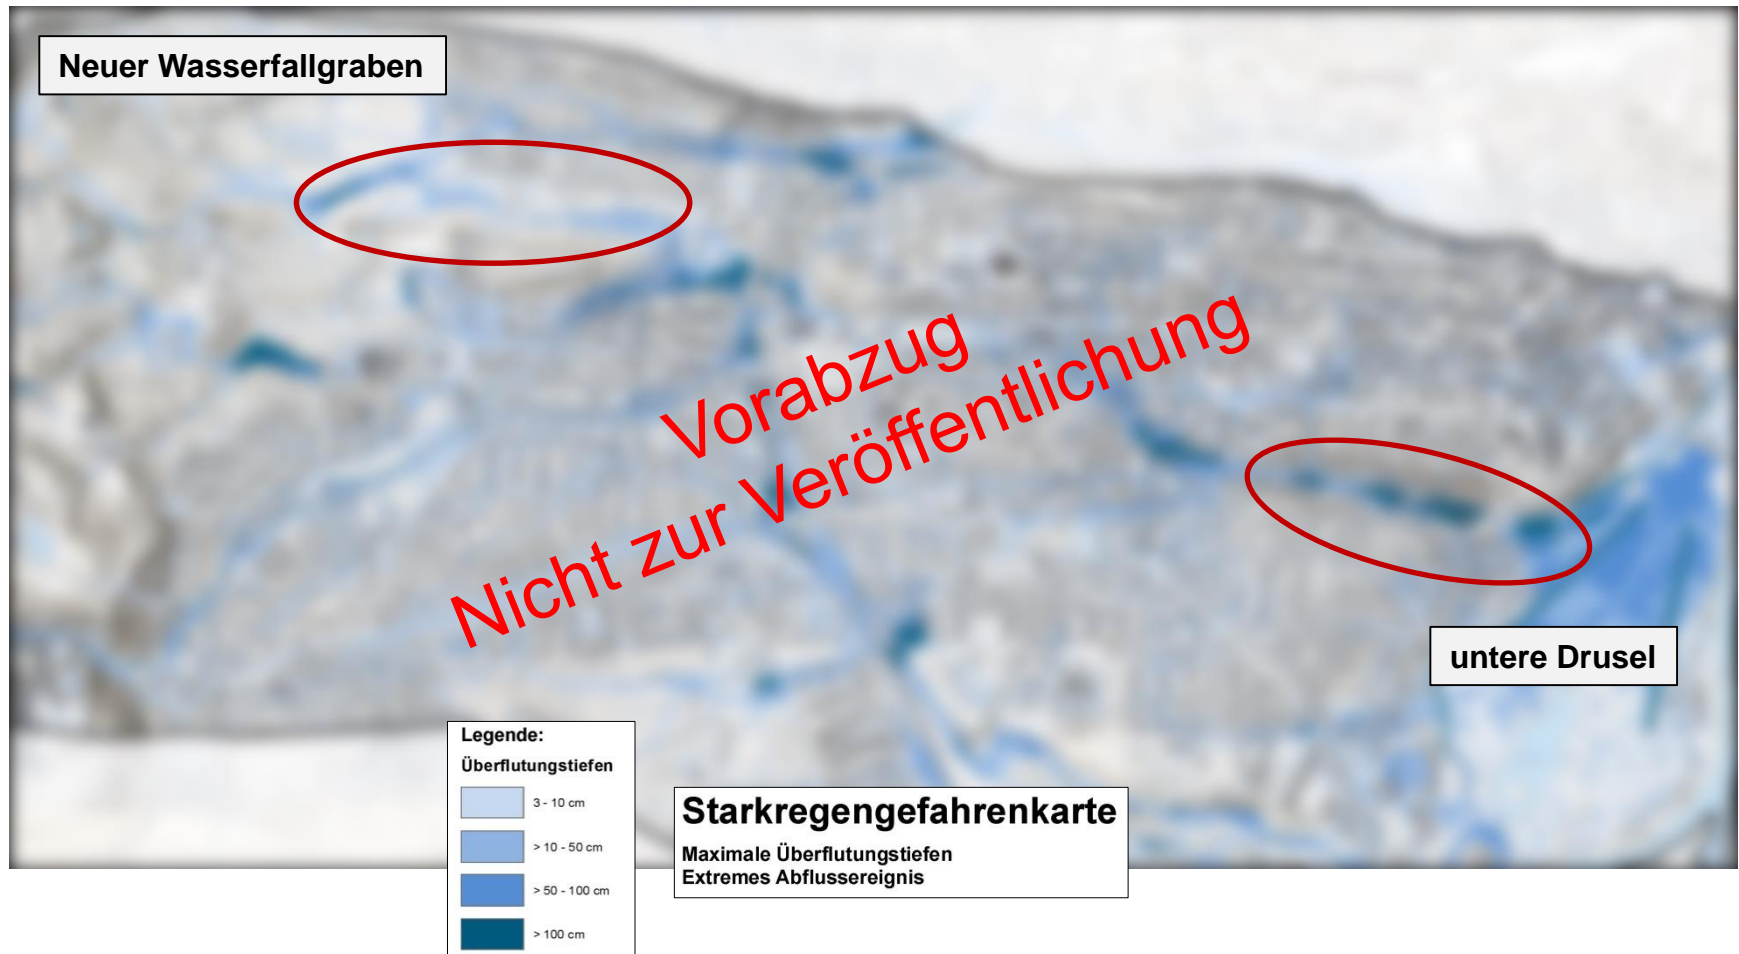 Neuer Wasserfallgraben
Vorabzug
Nicht zur Veröffentlichung
untere Drusel
Legende:
Überflutungstiefen
3 - 10 cm
> 10 - 50 cm
> 50 - 100 cm
> 100 cm
Starkregengefahrenkarte
Maximale Überflutungstiefen
Extremes Abflussereignis